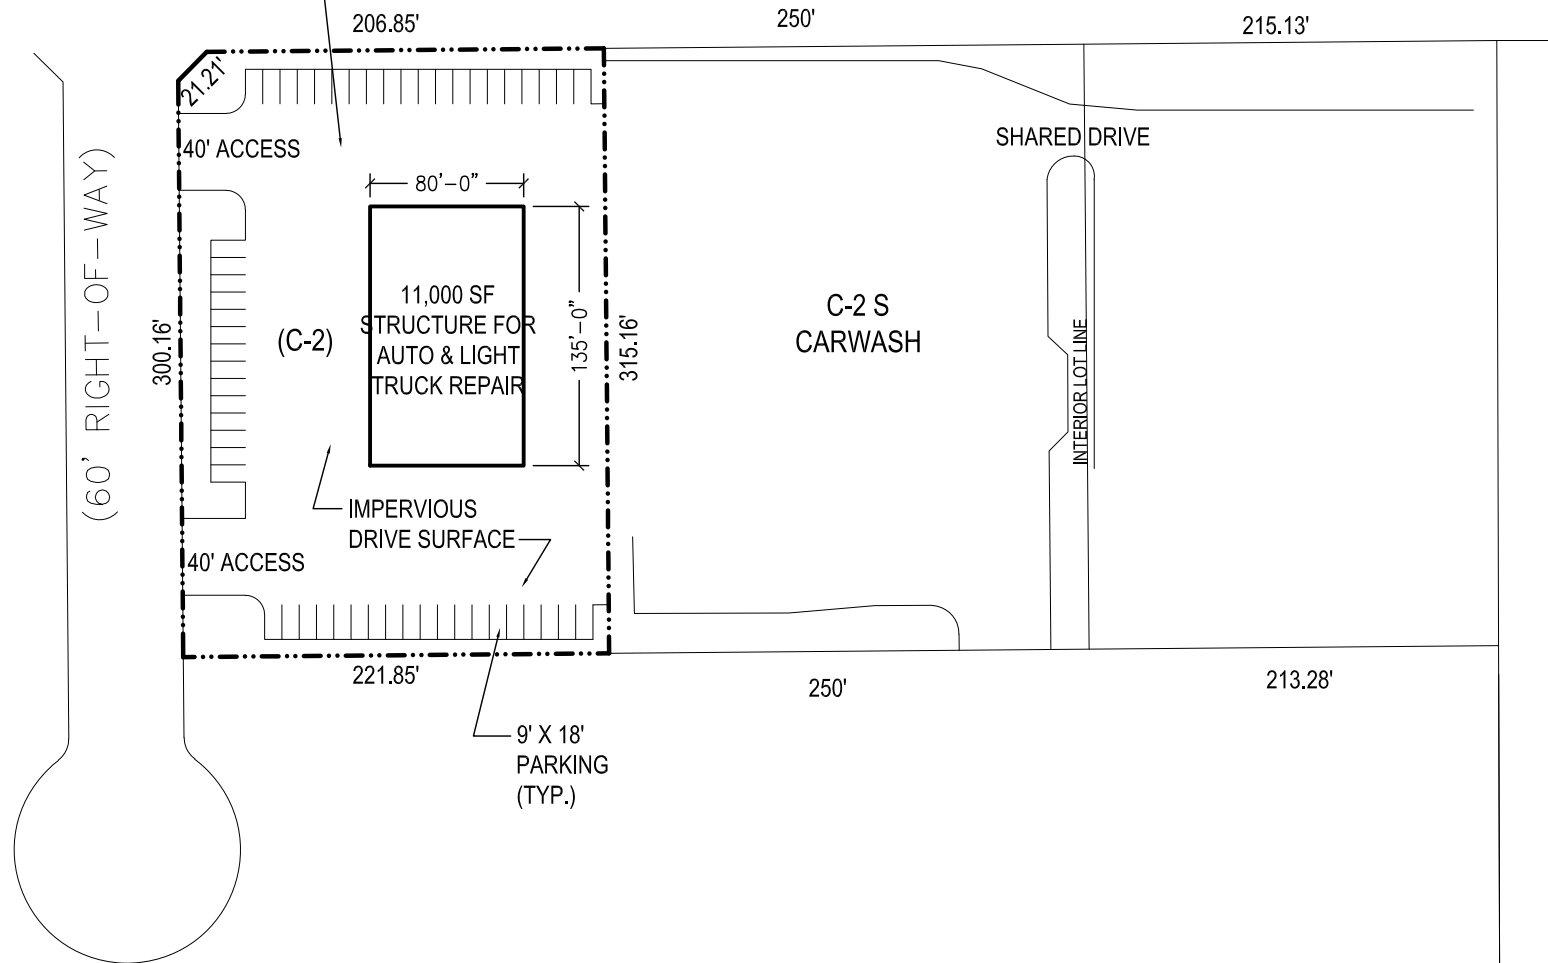 206.85'
250'
215.13'
21.21'
40' ACCESS
SHARED DRIVE
80'-0"
(60' RIGHT-OF-WAY)
300.16'
(C-2)
11,000 SF
STRUCTURE FOR
AUTO & LIGHT
TRUCK REPAIR
135'-0"
315.16'
C-2 S
CARWASH
INTERIOR LOT LINE
IMPERVIOUS
DRIVE SURFACE
40' ACCESS
221.85'
250'
213.28'
9' X 18'
PARKING
(TYP.)